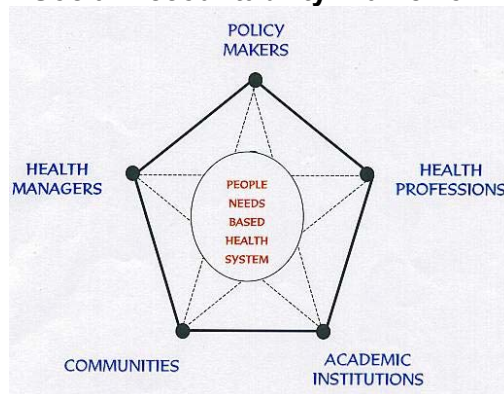 POLICY
MAKERS
HEALTH
MANAGERS
HEALTH
PROFESSIONS
PEOPLE
NEEDS
BASED
HEALTH
SYSTEM
COMMUNITIES
ACADEMIC
INSTITUTIONS